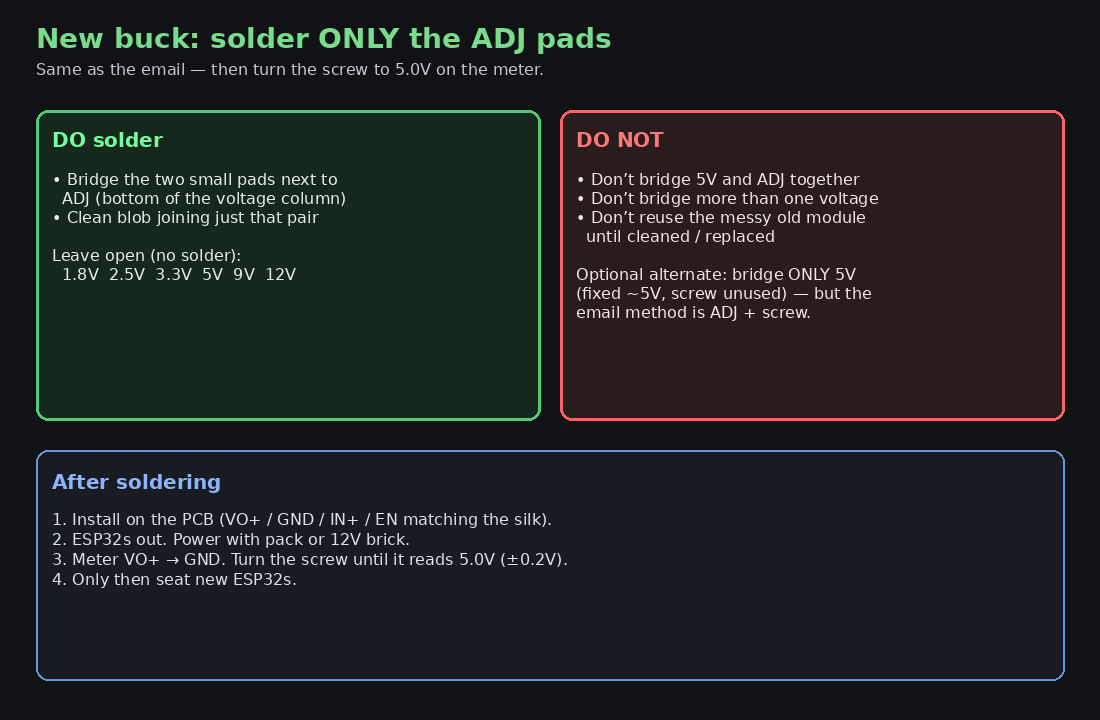 New buck: solder ONLY the ADJ pads
Same as the email — then turn the screw to 5.0V on the meter.
DO solder
• Bridge the two small pads next to
ADJ (bottom of the voltage column)
• Clean blob joining just that pair
Leave open (no solder):
1.8V  2.5V  3.3V  5V  9V  12V
DO NOT
• Don’t bridge 5V and ADJ together
• Don’t bridge more than one voltage
• Don’t reuse the messy old module
until cleaned / replaced
Optional alternate: bridge ONLY 5V
(fixed ~5V, screw unused) — but the
email method is ADJ + screw.
After soldering
1. Install on the PCB (VO+ / GND / IN+ / EN matching the silk).
2. ESP32s out. Power with pack or 12V brick.
3. Meter VO+ → GND. Turn the screw until it reads 5.0V (±0.2V).
4. Only then seat new ESP32s.